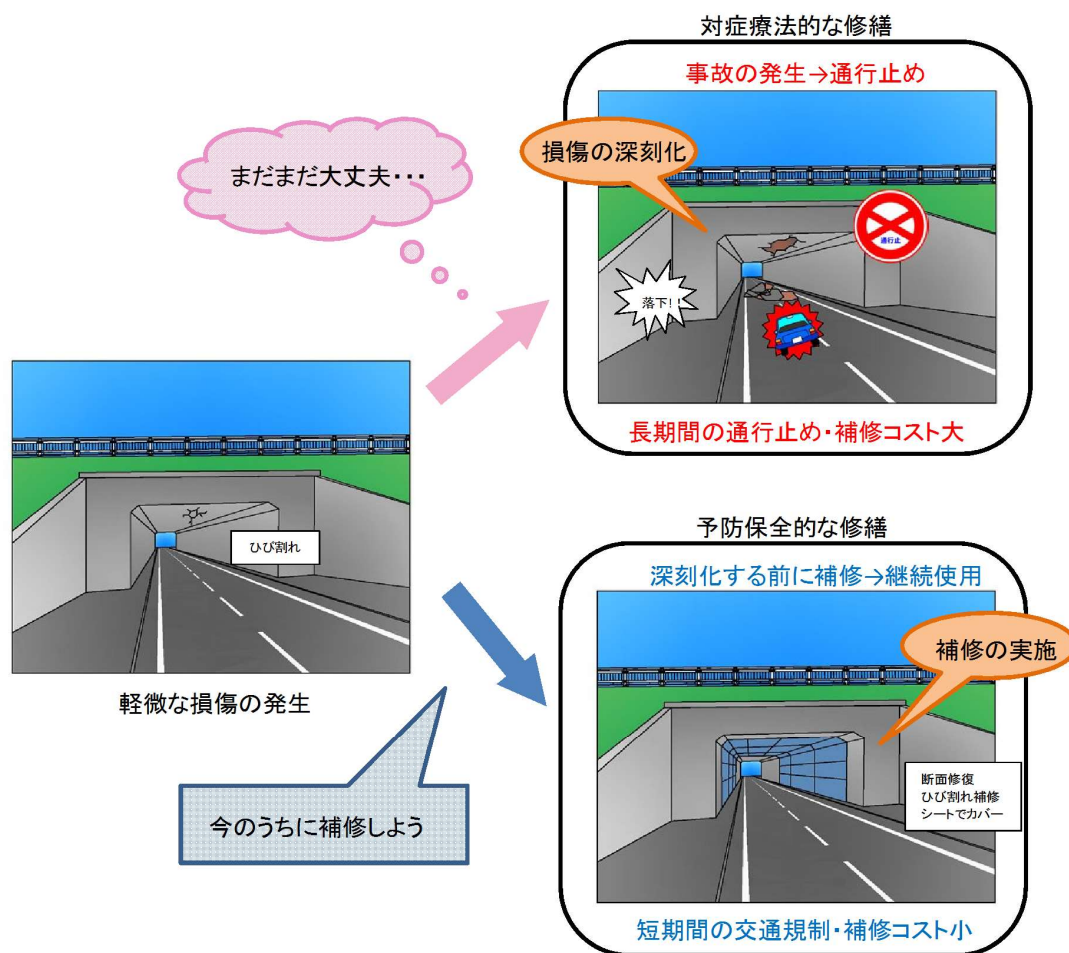 対症療法的な修繕
事故の発生→通行止め
損傷の深刻化
まだまだ大丈夫・・・
通行止
落下！！
長期間の通行止め・補修コスト大
ひび割れ
軽微な損傷の発生
今のうちに補修しよう
予防保全的な修繕
深刻化する前に補修→継続使用
補修の実施
断面修復
ひび割れ補修
シートでカバー
短期間の交通規制・補修コスト小